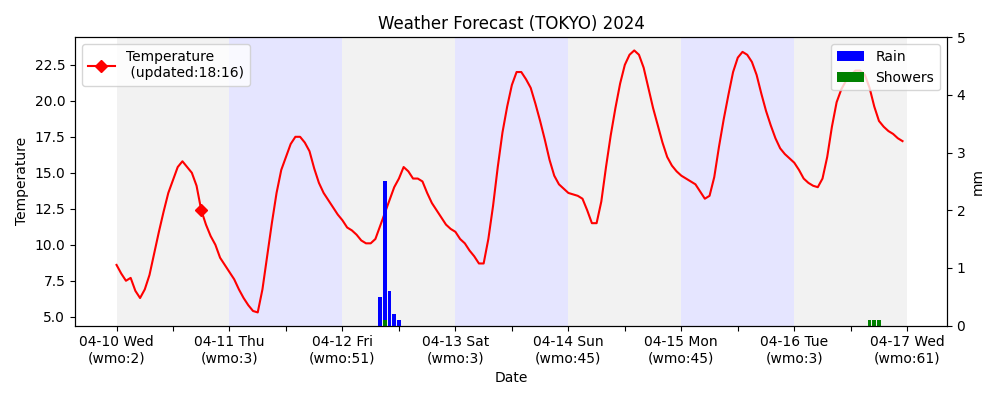 Weather Forecast (TOKYO) 2024
Temperature
(updated:18:16)
Rain
Showers
22.5
20.0
17.5
15.0
12.5
10.0
7.5
5.0
Temperature
5
4
3
2
1
0
mm
04-10 Wed 04-11 Thu 04-12 Fri 04-13 Sat 04-14 Sun 04-15 Mon 04-16 Tue 04-17 Wed
(wmo:2) (wmo:3) (wmo:51) (wmo:3) (wmo:45) (wmo:45) (wmo:3) (wmo:61)
Date